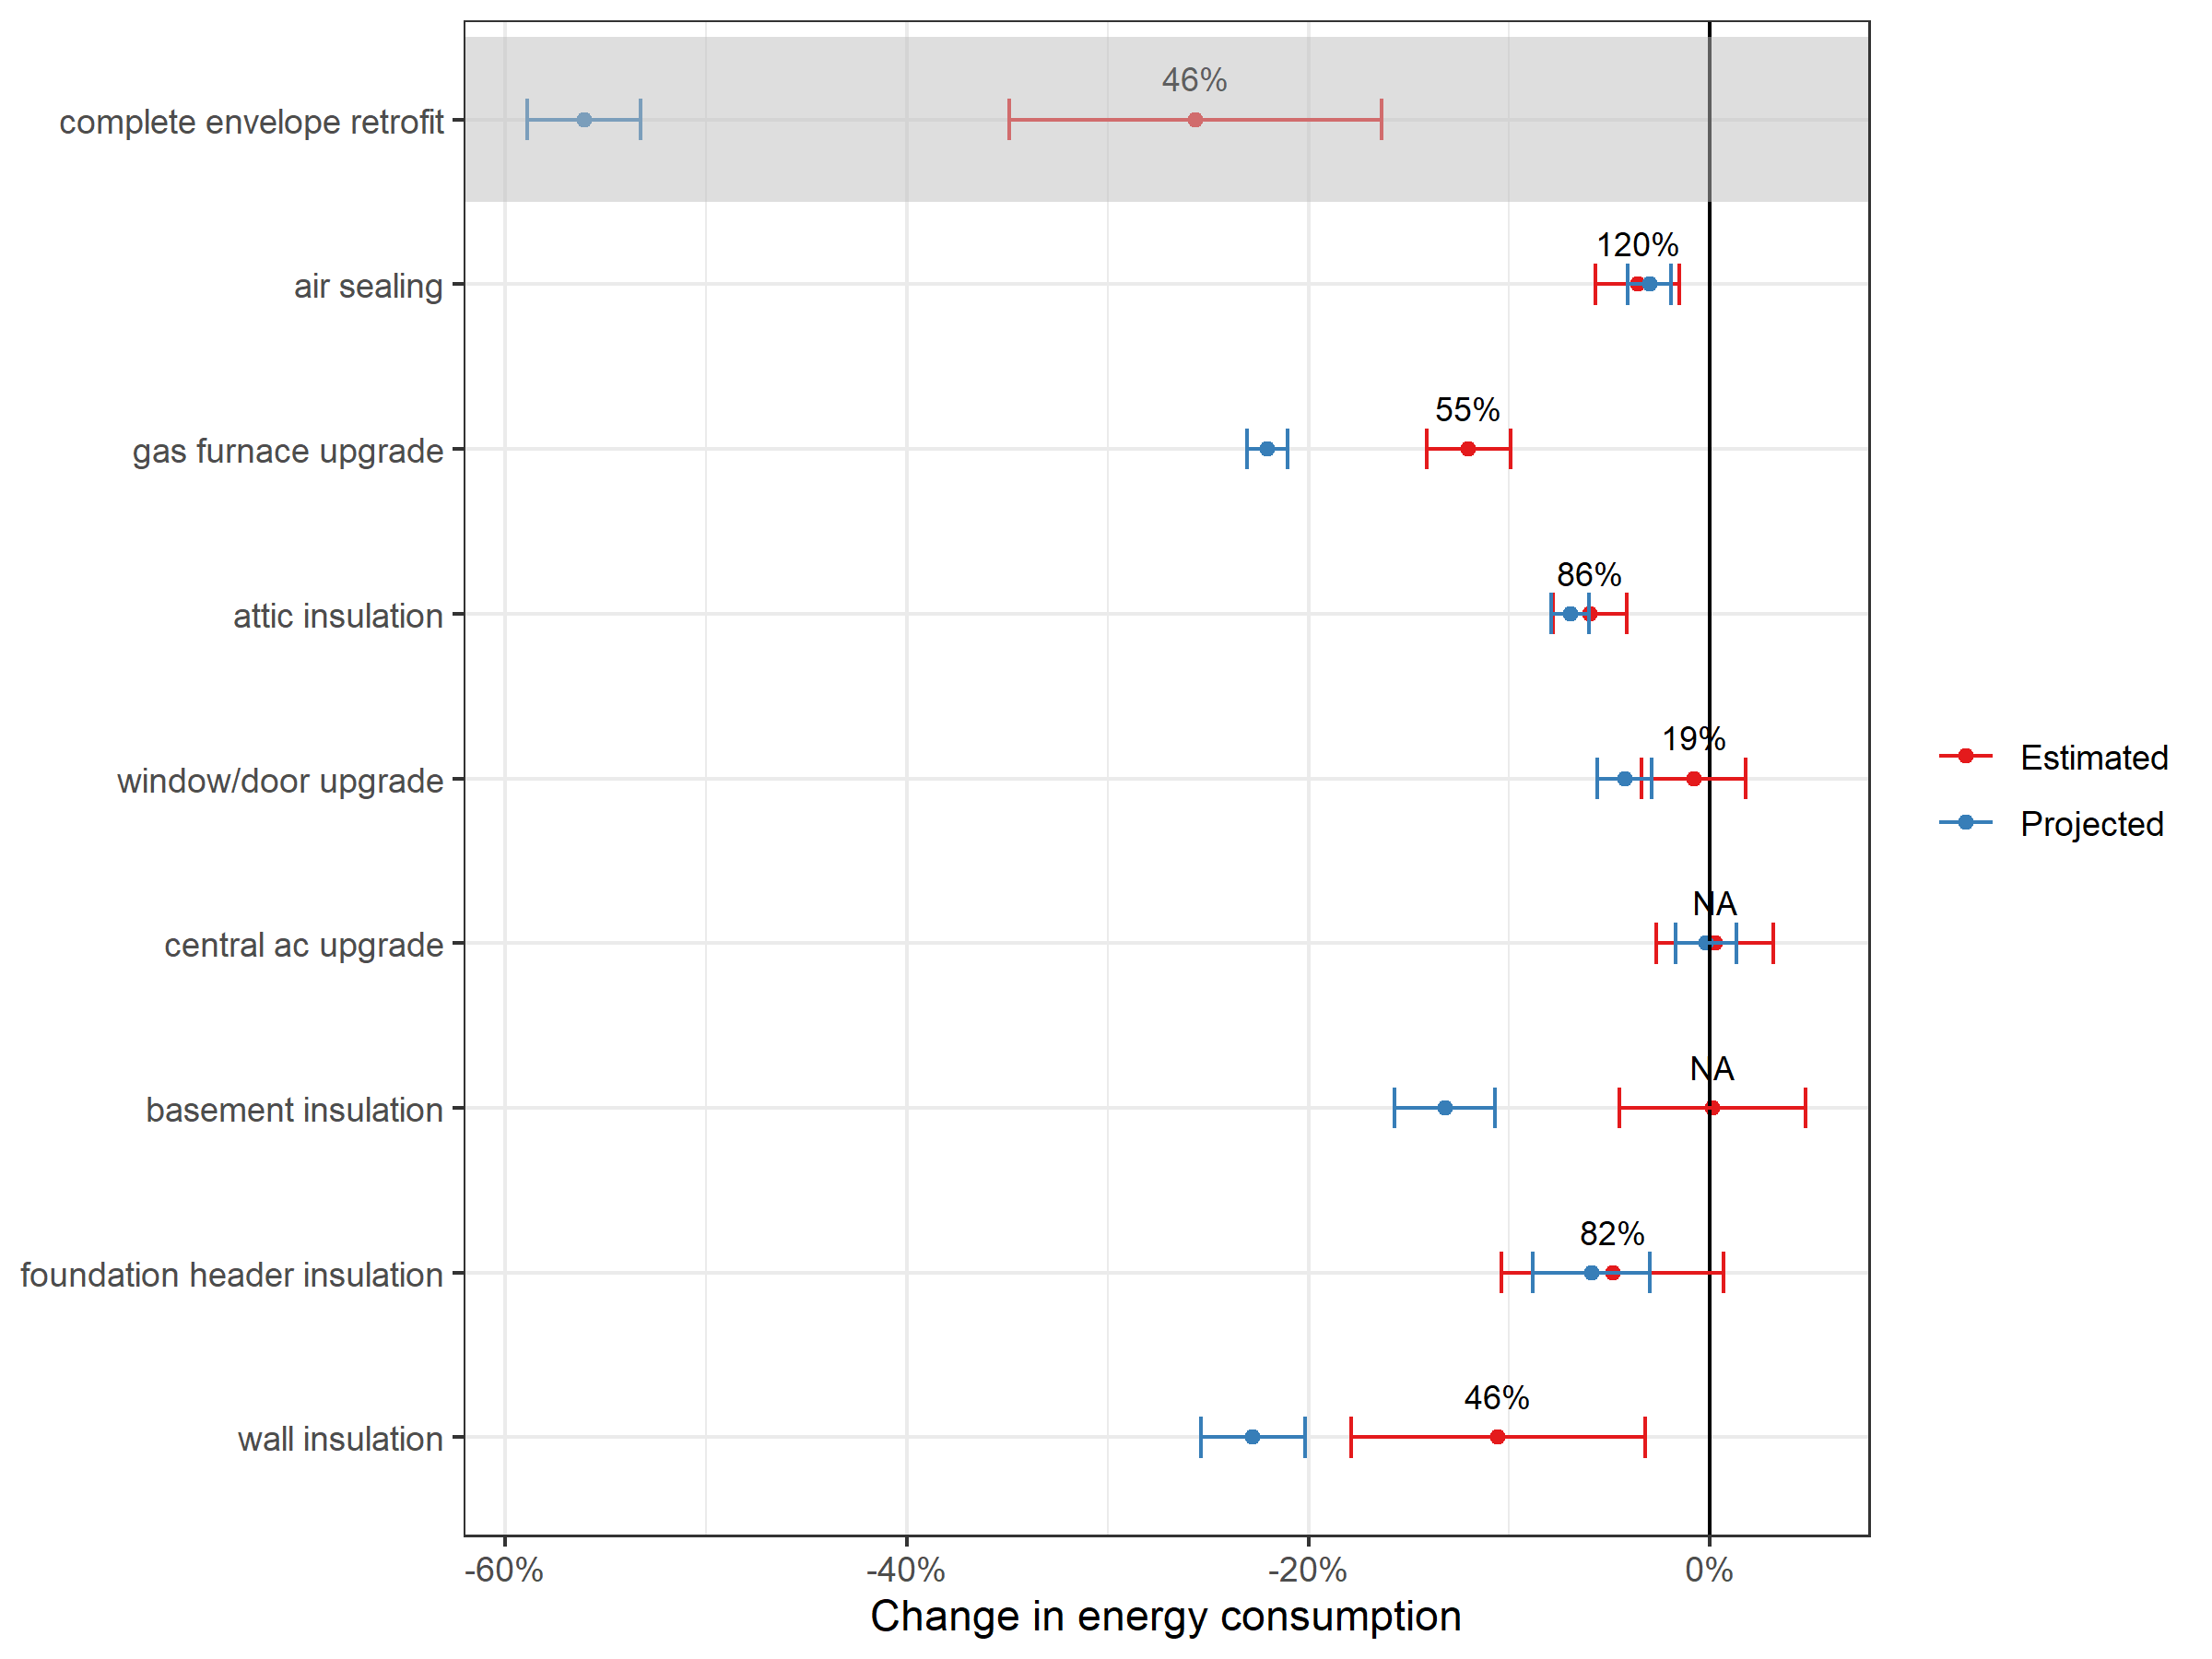 46%
complete envelope retrofit
120%
air sealing
55%
gas furnace upgrade
86%
attic insulation
19%
window/door upgrade
Estimated
Projected
NA
central ac upgrade
NA
basement insulation
82%
foundation header insulation
46%
wall insulation
-60% -40% -20% 0%
Change in energy consumption